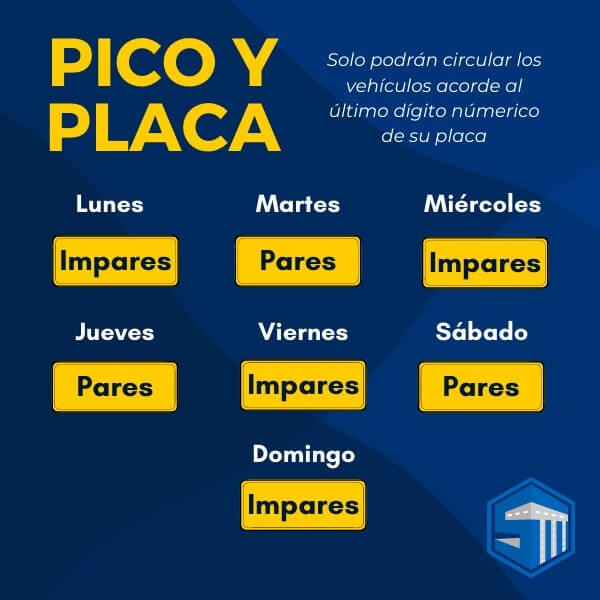 PICO Y
PLACA
Solo podrán circular los
vehículos acorde al
último dígito númerico
de su placa
Lunes
Martes
Miércoles
Impares
Pares
Impares
Jueves
Viernes
Sábado
Pares
Impares
Pares
Domingo
Impares
SM